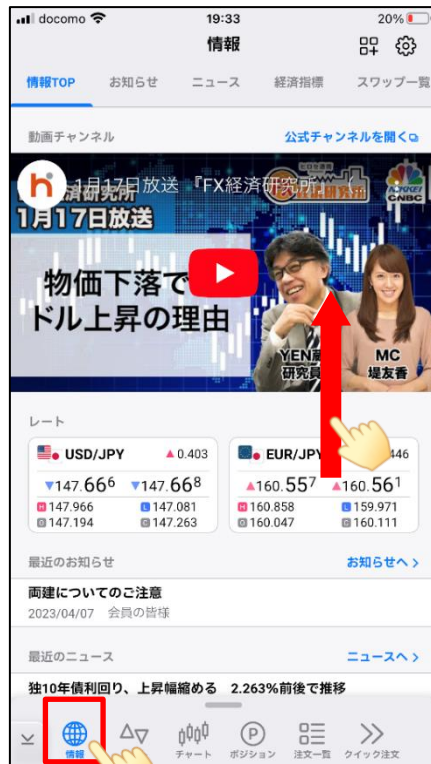 docomo 19:33 20%
情報
情報TOP お知らせ ニュース 経済指標 スワップ一覧
動画チャンネル 公式チャンネルを開く
1月17日放送 『FX経済研究所』
1月17日放送
NIKKEI CNBC
物価下落で
ドル上昇の理由
YEN蔵 研究員
MC 堤友香
レート
USD/JPY ▲0.403
▼147.666 ▼147.668
H 147.966 L 147.081
O 147.194 C 147.263
EUR/JPY 446
▲160.557 ▲160.561
H 160.858 L 159.971
O 160.047 C 160.111
最近のお知らせ お知らせへ >
両建についてのご注意
2023/04/07 会員の皆様
最近のニュース ニュースへ >
独10年債利回り、上昇幅縮める 2.263%前後で推移
情報 チャート ポジション 注文一覧 クイック注文